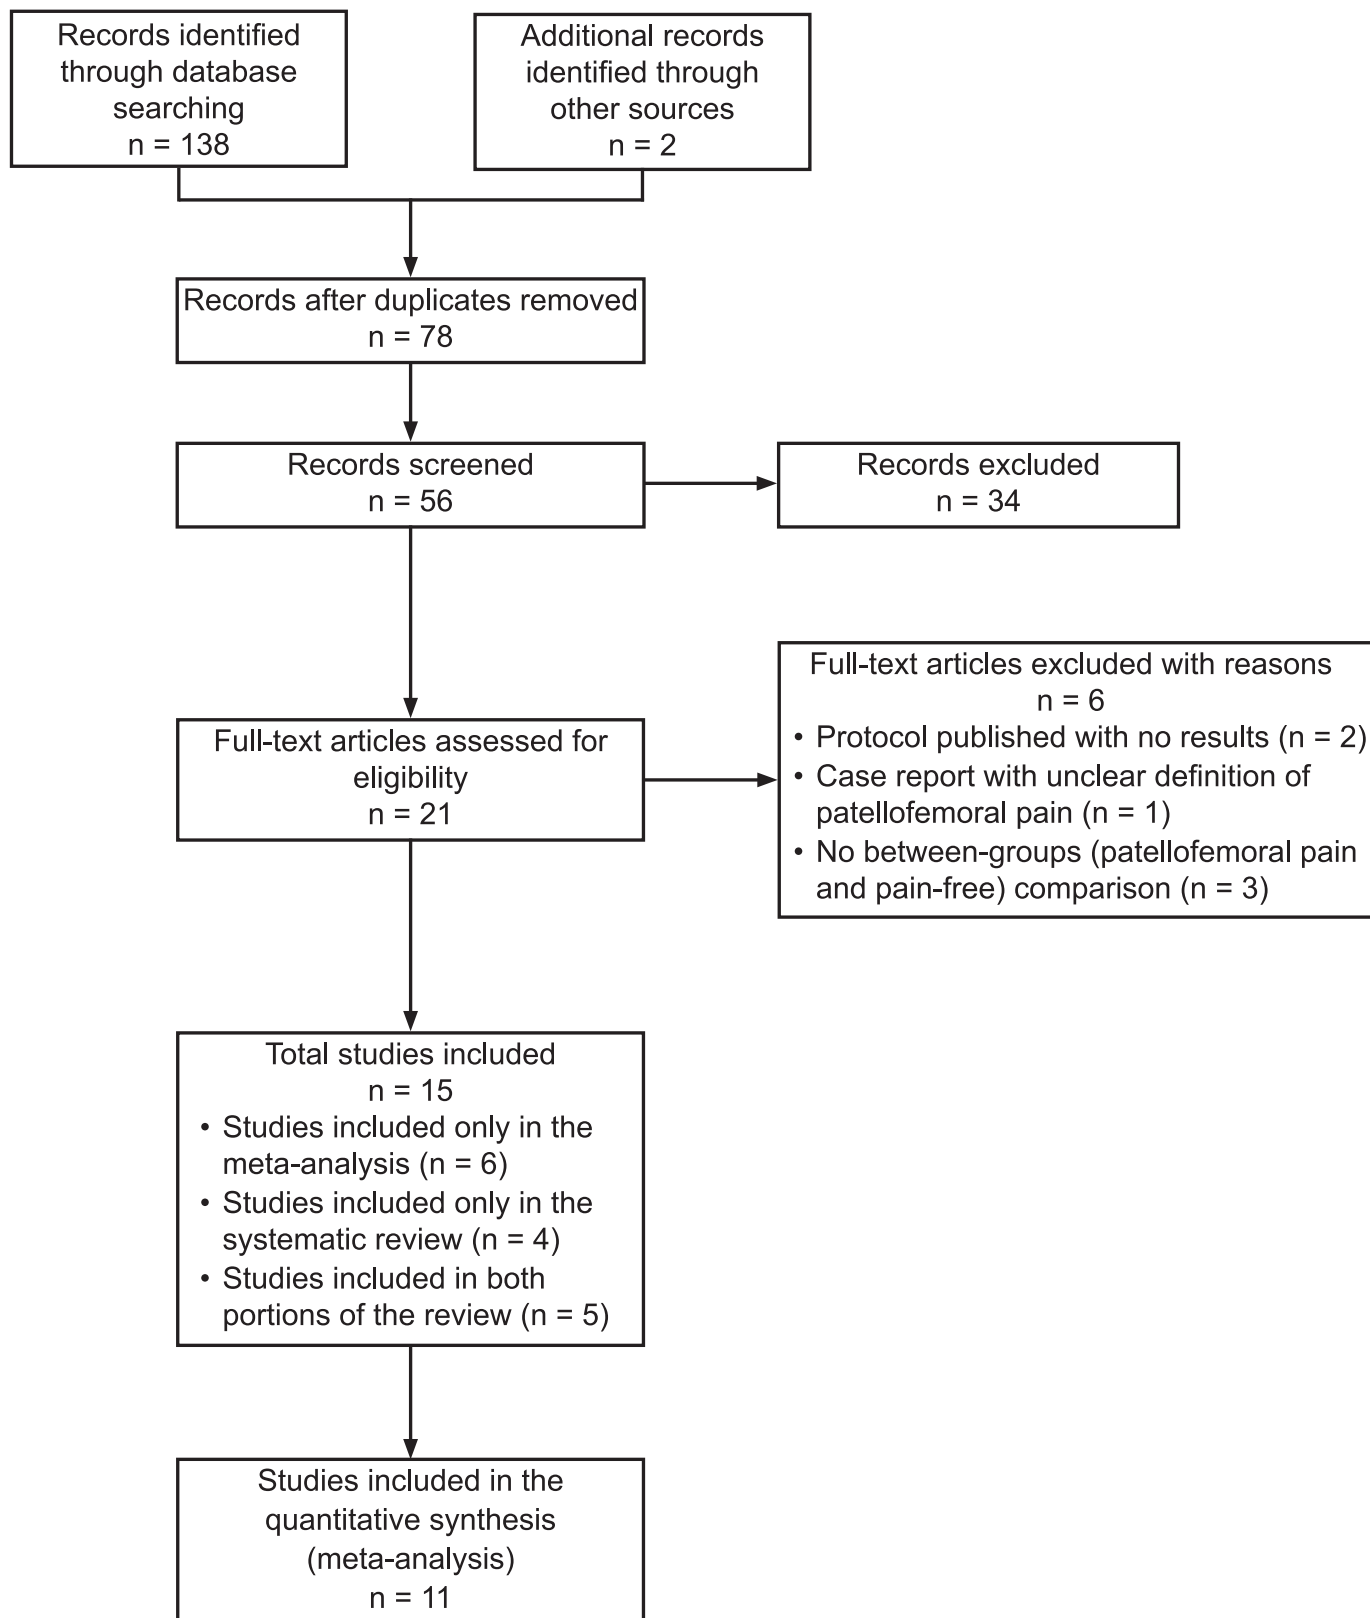 Records identified
through database
searching
n = 138
Additional records
identified through
other sources
n = 2
Records after duplicates removed
n = 78
Records screened
n = 56
Records excluded
n = 34
Full-text articles assessed for
eligibility
n = 21
Full-text articles excluded with reasons
n = 6
• Protocol published with no results (n = 2)
• Case report with unclear definition of
patellofemoral pain (n = 1)
• No between-groups (patellofemoral pain
and pain-free) comparison (n = 3)
Total studies included
n = 15
• Studies included only in the
meta-analysis (n = 6)
• Studies included only in the
systematic review (n = 4)
• Studies included in both
portions of the review (n = 5)
Studies included in the
quantitative synthesis
(meta-analysis)
n = 11